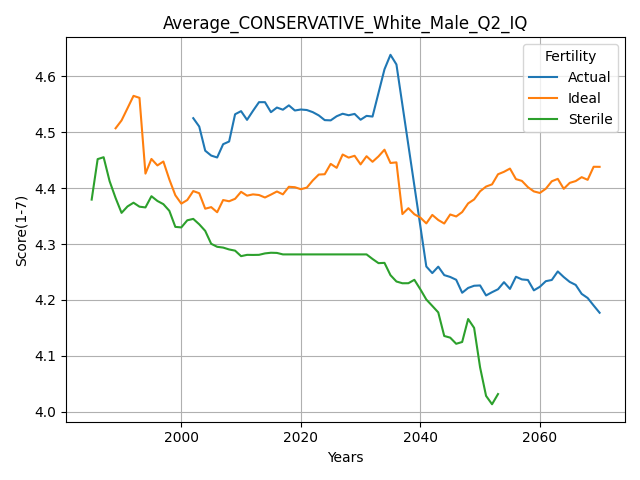 Average_CONSERVATIVE_White_Male_Q2_IQ
Fertility
Actual
Ideal
Sterile
Score(1-7)
4.6
4.5
4.4
4.3
4.2
4.1
4.0
2000
2020
2040
2060
Years